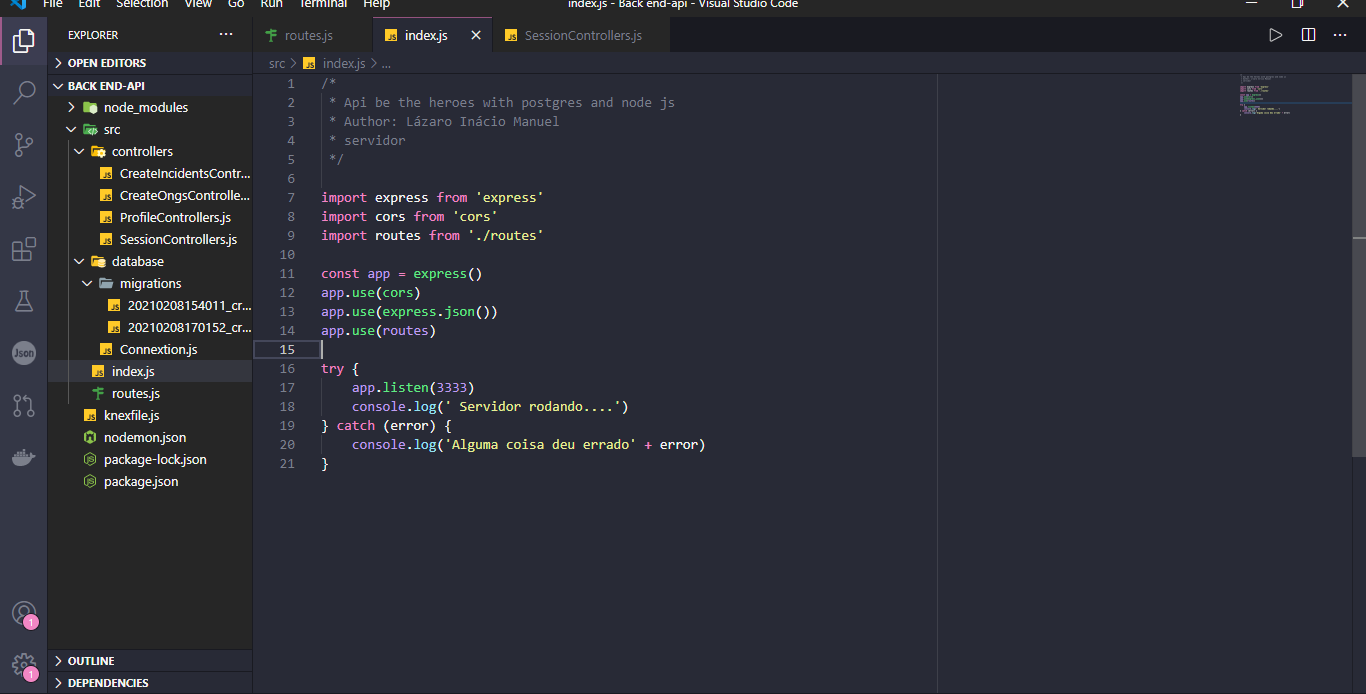 File Edit Selection View Go Run Terminal Help index.js - Back end-api - Visual Studio Code
EXPLORER
routes.js index.js SessionControllers.js
OPEN EDITORS
src > index.js > ...
BACK END-API
node_modules
src
controllers
CreateIncidentsContr...
CreateOngsControlle...
ProfileControllers.js
SessionControllers.js
database
migrations
20210208154011_cr...
20210208170152_cr...
Connextion.js
index.js
routes.js
knexfile.js
nodemon.json
package-lock.json
package.json
OUTLINE
DEPENDENCIES
Json
1
1
1 /*
2 * Api be the heroes with postgres and node js
3 * Author: Lázaro Inácio Manuel
4 * servidor
5 */
6
7 import express from 'express'
8 import cors from 'cors'
9 import routes from './routes'
10
11 const app = express()
12 app.use(cors)
13 app.use(express.json())
14 app.use(routes)
15
16 try {
17 app.listen(3333)
18 console.log(' Servidor rodando....')
19 } catch (error) {
20 console.log('Alguma coisa deu errado' + error)
21 }